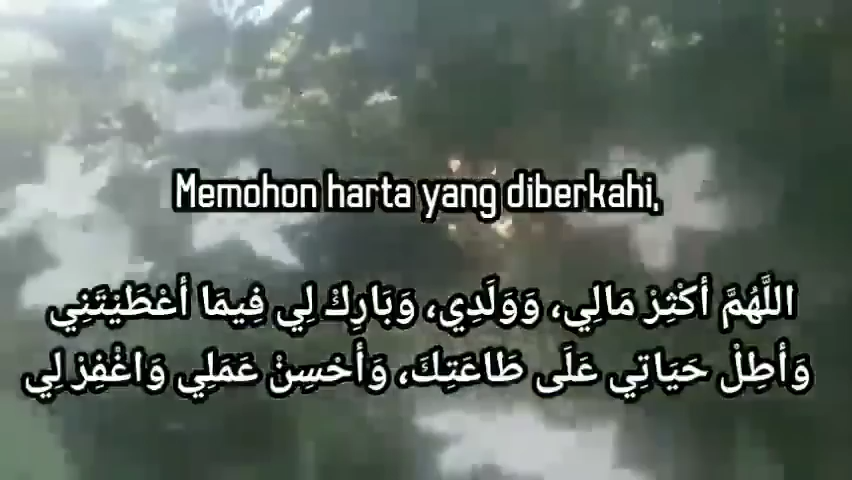 Memohon harta yang diberkahi,
اللَّهُمَّ أَكْثِرْ مَالِي، وَوَلَدِي، وَبَارِكْ لِي فِيمَا أَعْطَيْتَنِي
وَأَطِلْ حَيَاتِي عَلَى طَاعَتِكَ، وَأَحْسِنْ عَمَلِي وَاغْفِرْ لِي